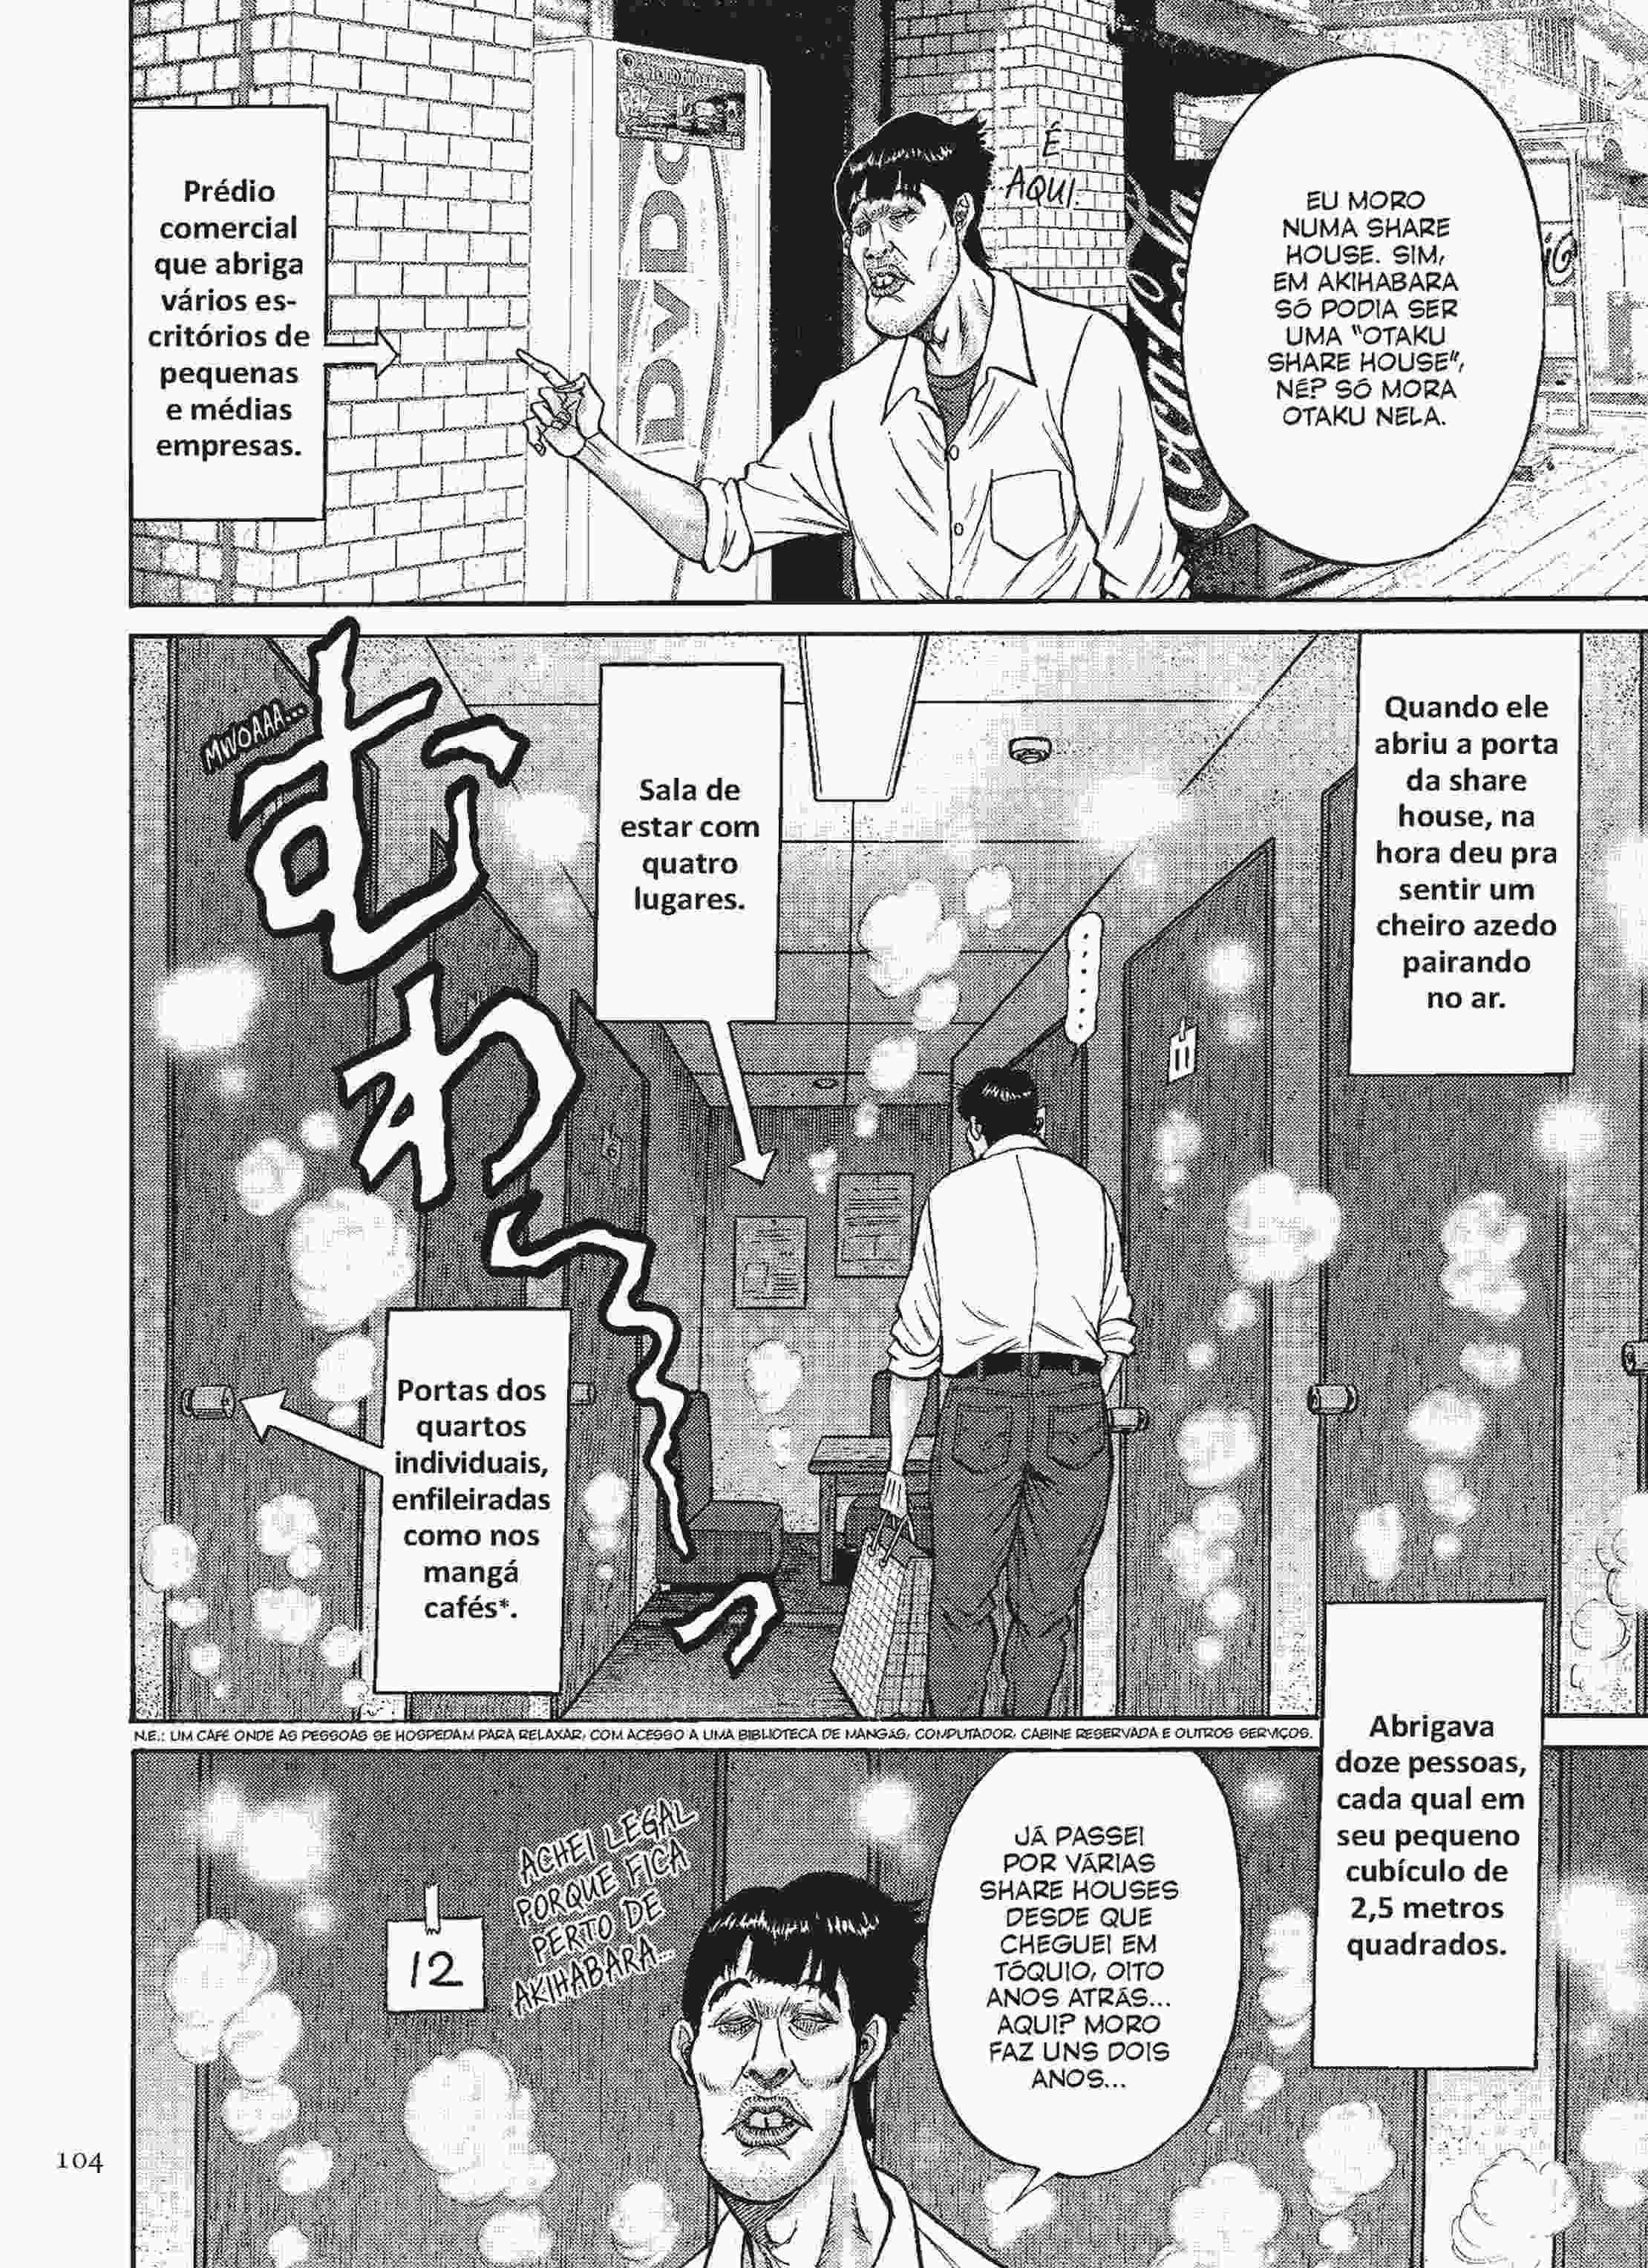 EU MORO
NUMA SHARE
HOUSE. SIM,
EM AKIHABARA
SÓ PODIA SER
UMA "OTAKU
SHARE HOUSE",
NÉ? SÓ MORA
OTAKU NELA.
É
AQUI.
Prédio
comercial
que abriga
vários es-
critórios de
pequenas
e médias
empresas.
DVD
Coca-Cola
Quando ele
abriu a porta
da share
house, na
hora deu pra
sentir um
cheiro azedo
pairando
no ar.
.......
11
Sala de
estar com
quatro
lugares.
MWOAAA...
むわ〜っ
6
Portas dos
quartos
individuais,
enfileiradas
como nos
mangá
cafés*.
N.E.: UM CAFÉ ONDE AS PESSOAS SE HOSPEDAM PARA RELAXAR, COM ACESSO A UMA BIBLIOTECA DE MANGÁS, COMPUTADOR, CABINE RESERVADA E OUTROS SERVIÇOS.
Abrigava
doze pessoas,
cada qual em
seu pequeno
cubículo de
2,5 metros
quadrados.
JÁ PASSEI
POR VÁRIAS
SHARE HOUSES
DESDE QUE
CHEGUEI EM
TÓQUIO, OITO
ANOS ATRÁS...
AQUI? MORO
FAZ UNS DOIS
ANOS...
ACHEI LEGAL
PORQUE FICA
PERTO DE
AKIHABARA...
12
104